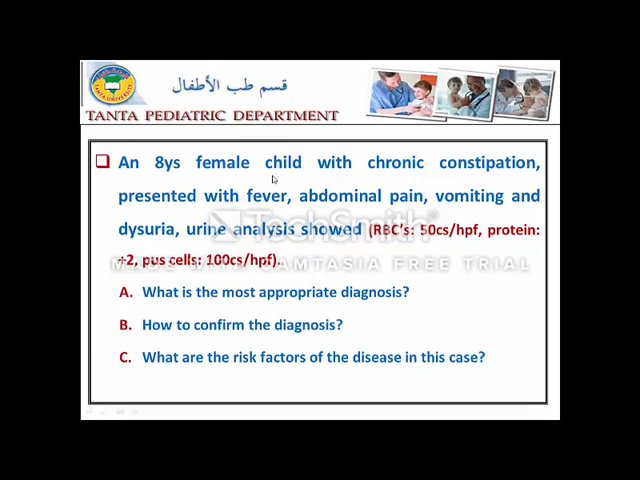 قسم طب الأطفال
TANTA UNIVERSITY
TANTA PEDIATRIC DEPARTMENT
An 8ys female child with chronic constipation,
presented with fever, abdominal pain, vomiting and
dysuria, urine analysis showed (RBC's: 50cs/hpf, protein:
+2, pus cells: 100cs/hpf).
TechSmith®
MADE WITH CAMTASIA FREE TRIAL
A. What is the most appropriate diagnosis?
B. How to confirm the diagnosis?
C. What are the risk factors of the disease in this case?